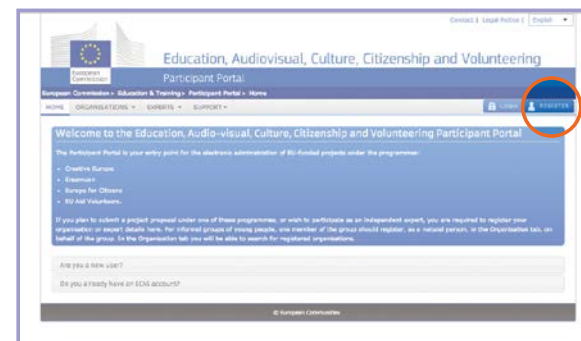 Contact | Legal Notice | English
Education, Audiovisual, Culture, Citizenship and Volunteering
European
Commission
Participant Portal
European Commission > Education & Training > Participant Portal > Home
HOME ORGANISATIONS EXPERTS SUPPORT LOGIN REGISTER
Welcome to the Education, Audio-visual, Culture, Citizenship and Volunteering Participant Portal
The Participant Portal is your entry point for the electronic administration of EU-funded projects under the programmes:
Creative Europe
Erasmus+
Europe for Citizens
EU Aid Volunteers.
If you plan to submit a project proposal under one of these programmes, or wish to participate as an independent expert, you are required to register your
organisation or expert details here. For informal groups of young people, one member of the group should register, as a natural person, in the Organisation tab, on
behalf of the group. In the Organisation tab you will be able to search for registered organisations.
Are you a new user?
Do you already have an ECAS account?
© European Communities